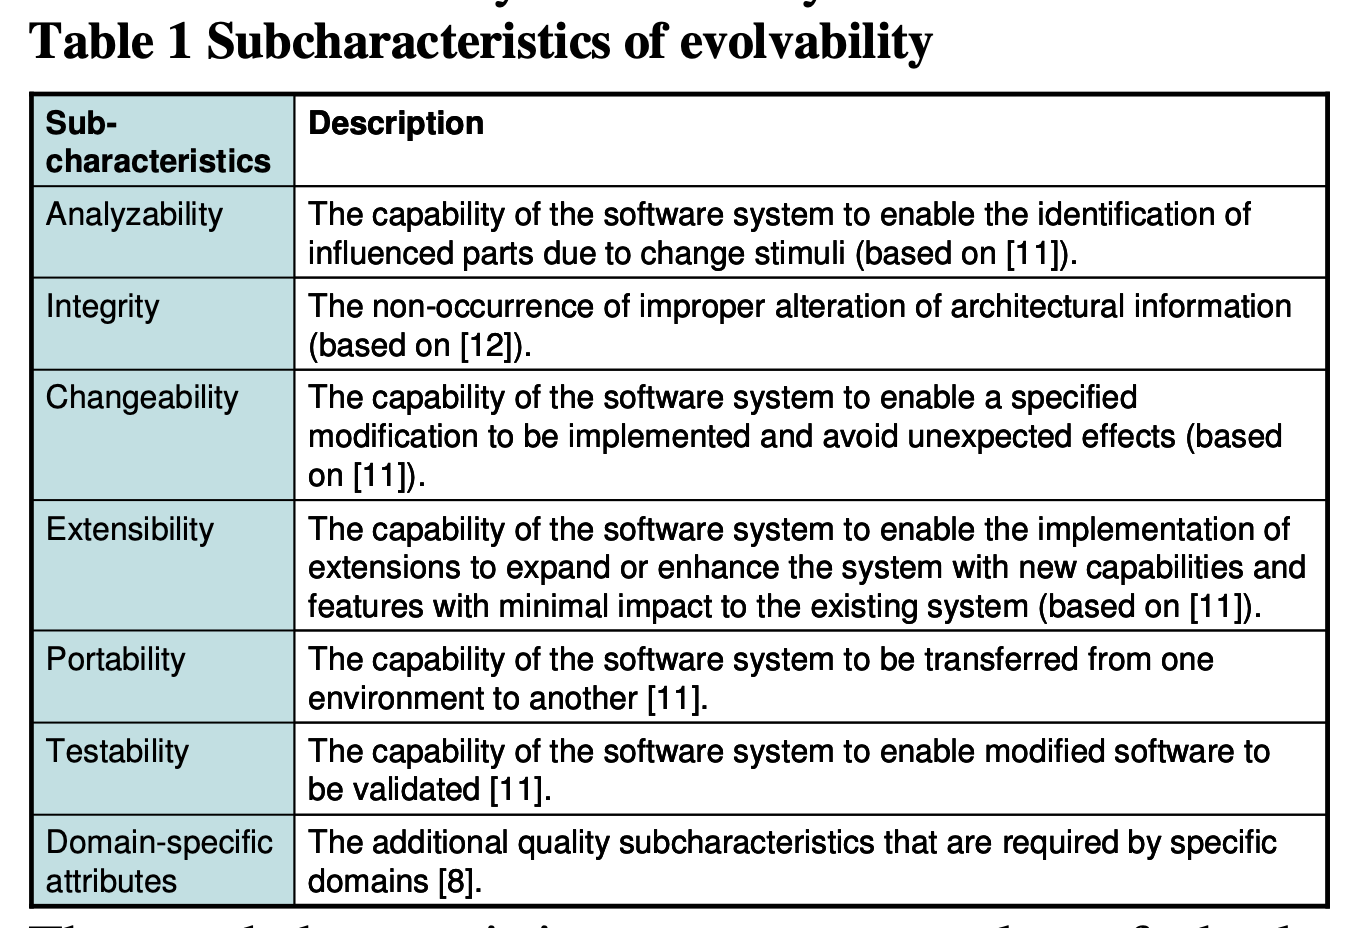 Table 1 Subcharacteristics of evolvability
Sub-
characteristics
Description
Analyzability
The capability of the software system to enable the identification of
influenced parts due to change stimuli (based on [11]).
Integrity
The non-occurrence of improper alteration of architectural information
(based on [12]).
Changeability
The capability of the software system to enable a specified
modification to be implemented and avoid unexpected effects (based
on [11]).
Extensibility
The capability of the software system to enable the implementation of
extensions to expand or enhance the system with new capabilities and
features with minimal impact to the existing system (based on [11]).
Portability
The capability of the software system to be transferred from one
environment to another [11].
Testability
The capability of the software system to enable modified software to
be validated [11].
Domain-specific
attributes
The additional quality subcharacteristics that are required by specific
domains [8].